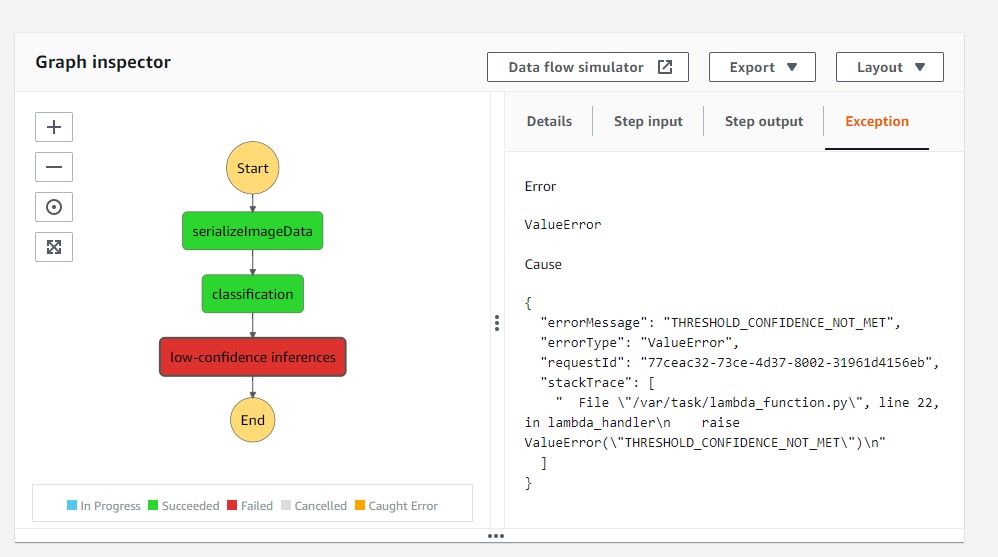 Graph inspector
Data flow simulator
Export
Layout
Start
serializeImageData
classification
low-confidence inferences
End
In Progress
Succeeded
Failed
Cancelled
Caught Error
Details
Step input
Step output
Exception
Error
ValueError
Cause
{
  "errorMessage": "THRESHOLD_CONFIDENCE_NOT_MET",
  "errorType": "ValueError",
  "requestId": "77ceac32-73ce-4d37-8002-31961d4156eb",
  "stackTrace": [
    "  File \"/var/task/lambda_function.py\", line 22,
in lambda_handler\n    raise
ValueError(\"THRESHOLD_CONFIDENCE_NOT_MET\")\n"
  ]
}